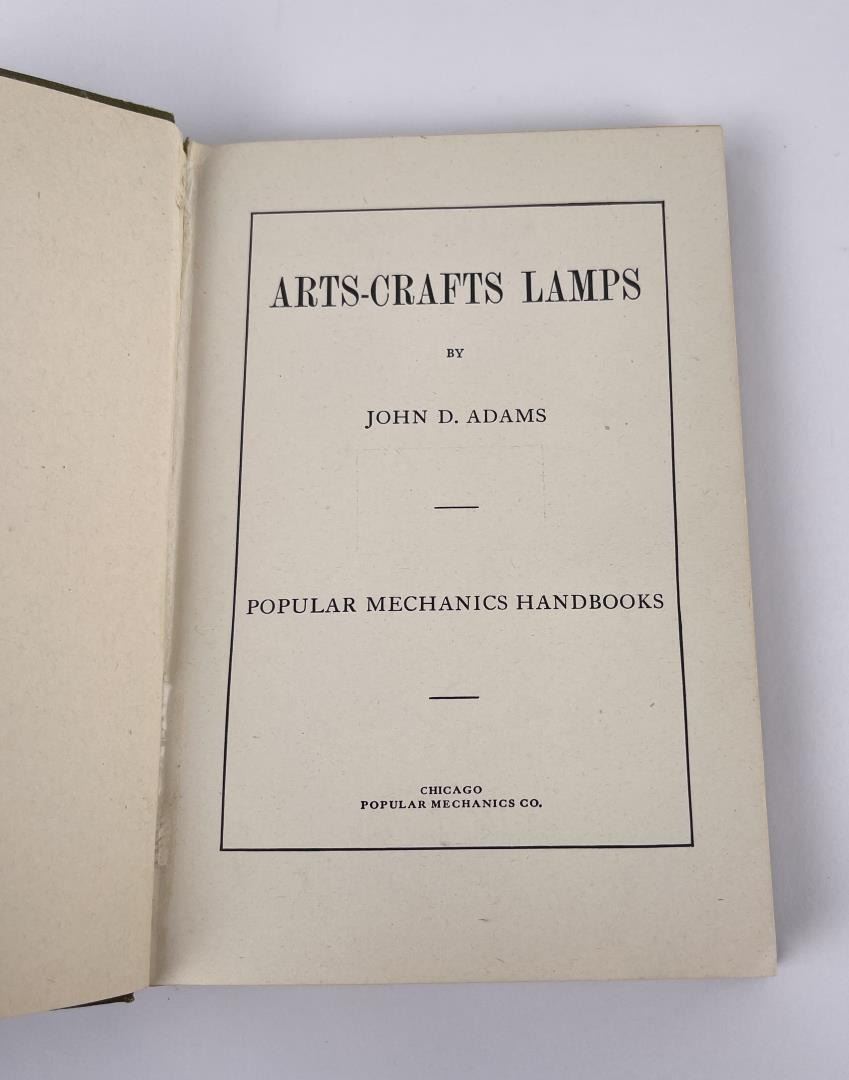 ARTS-CRAFTS LAMPS
BY
JOHN D. ADAMS
POPULAR MECHANICS HANDBOOKS
CHICAGO
POPULAR MECHANICS CO.